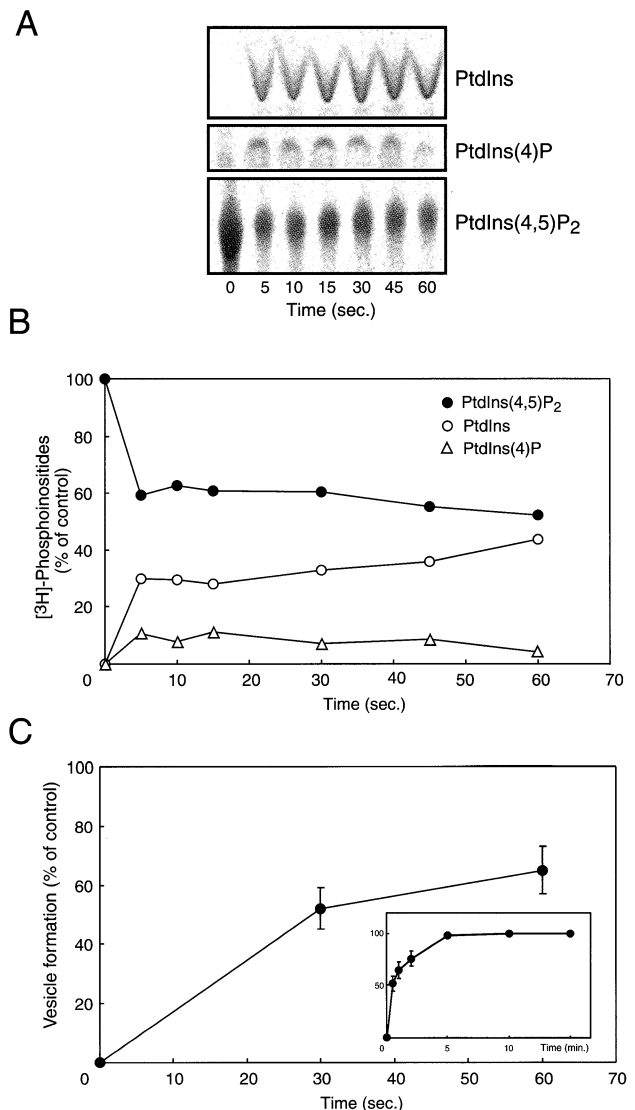 A
PtdIns
PtdIns(4)P
PtdIns(4,5)P2
0 5 10 15 30 45 60
Time (sec.)
B
100
80
60
40
20
0 10 20 30 40 50 60 70
[3H]-Phosphoinositides
(% of control)
PtdIns(4,5)P2
PtdIns
PtdIns(4)P
Time (sec.)
C
100
80
60
40
20
0 10 20 30 40 50 60 70
Vesicle formation (% of control)
100
50
0 5 10 Time (min.)
Time (sec.)